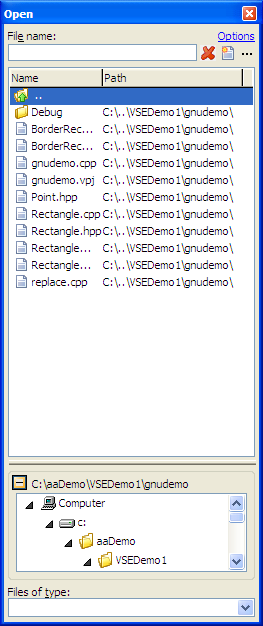 Open
File name:
Options
...
Name Path
..
Debug C:\..\VSEDemo1\gnudemo\
BorderRec... C:\..\VSEDemo1\gnudemo\
BorderRec... C:\..\VSEDemo1\gnudemo\
gnudemo.cpp C:\..\VSEDemo1\gnudemo\
gnudemo.vpj C:\..\VSEDemo1\gnudemo\
Point.hpp C:\..\VSEDemo1\gnudemo\
Rectangle.cpp C:\..\VSEDemo1\gnudemo\
Rectangle.hpp C:\..\VSEDemo1\gnudemo\
Rectangle... C:\..\VSEDemo1\gnudemo\
Rectangle... C:\..\VSEDemo1\gnudemo\
replace.cpp C:\..\VSEDemo1\gnudemo\
C:\aaDemo\VSEDemo1\gnudemo
Computer
c:
aaDemo
VSEDemo1
Files of type: